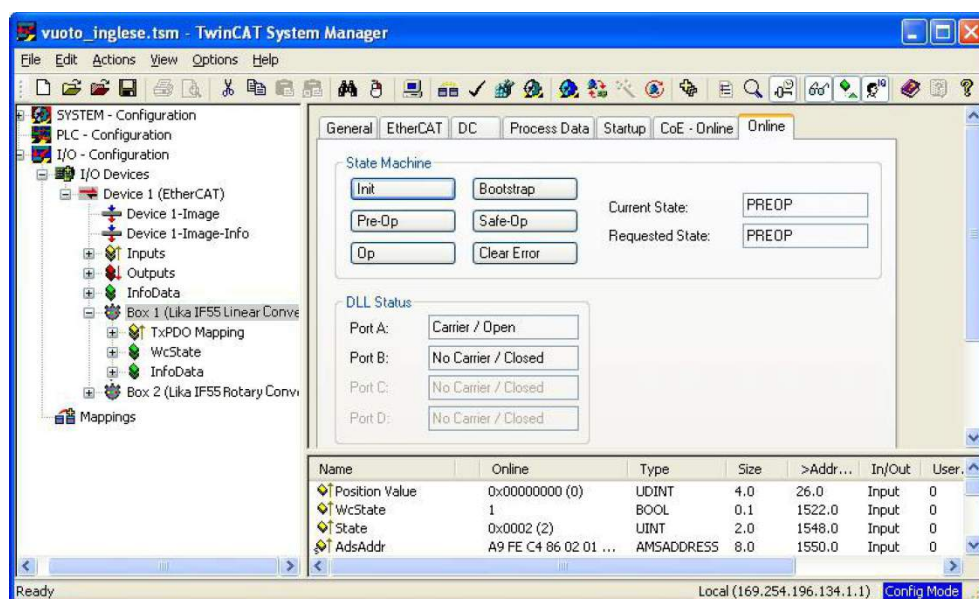 vuoto_inglese.tsm - TwinCAT System Manager
File Edit Actions View Options Help
SYSTEM - Configuration
PLC - Configuration
I/O - Configuration
I/O Devices
Device 1 (EtherCAT)
Device 1-Image
Device 1-Image-Info
Inputs
Outputs
InfoData
Box 1 (Lika IF55 Linear Conve
TxPDO Mapping
WcState
InfoData
Box 2 (Lika IF55 Rotary Conv
Mappings
General EtherCAT DC Process Data Startup CoE - Online Online
State Machine
Init Bootstrap
Pre-Op Safe-Op
Op Clear Error
Current State: PREOP
Requested State: PREOP
DLL Status
Port A: Carrier / Open
Port B: No Carrier / Closed
Port C: No Carrier / Closed
Port D: No Carrier / Closed
Name Online Type Size >Addr... In/Out User.
Position Value 0x00000000 (0) UDINT 4.0 26.0 Input 0
WcState 1 BOOL 0.1 1522.0 Input 0
State 0x0002 (2) UINT 2.0 1548.0 Input 0
AdsAddr A9 FE C4 86 02 01 ... AMSADDRESS 8.0 1550.0 Input 0
Ready Local (169.254.196.134.1.1) Config Mode